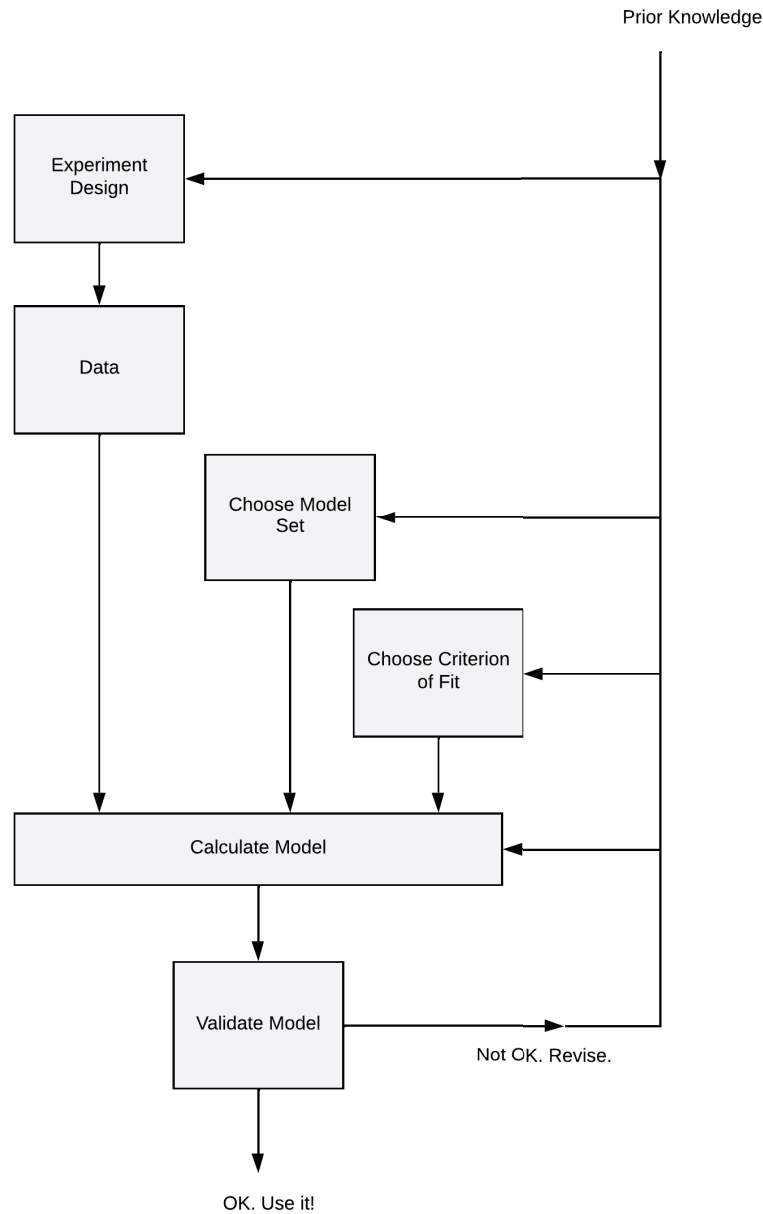 Prior Knowledge
Experiment
Design
Data
Choose Model
Set
Choose Criterion
of Fit
Calculate Model
Validate Model
Not OK. Revise.
OK. Use it!